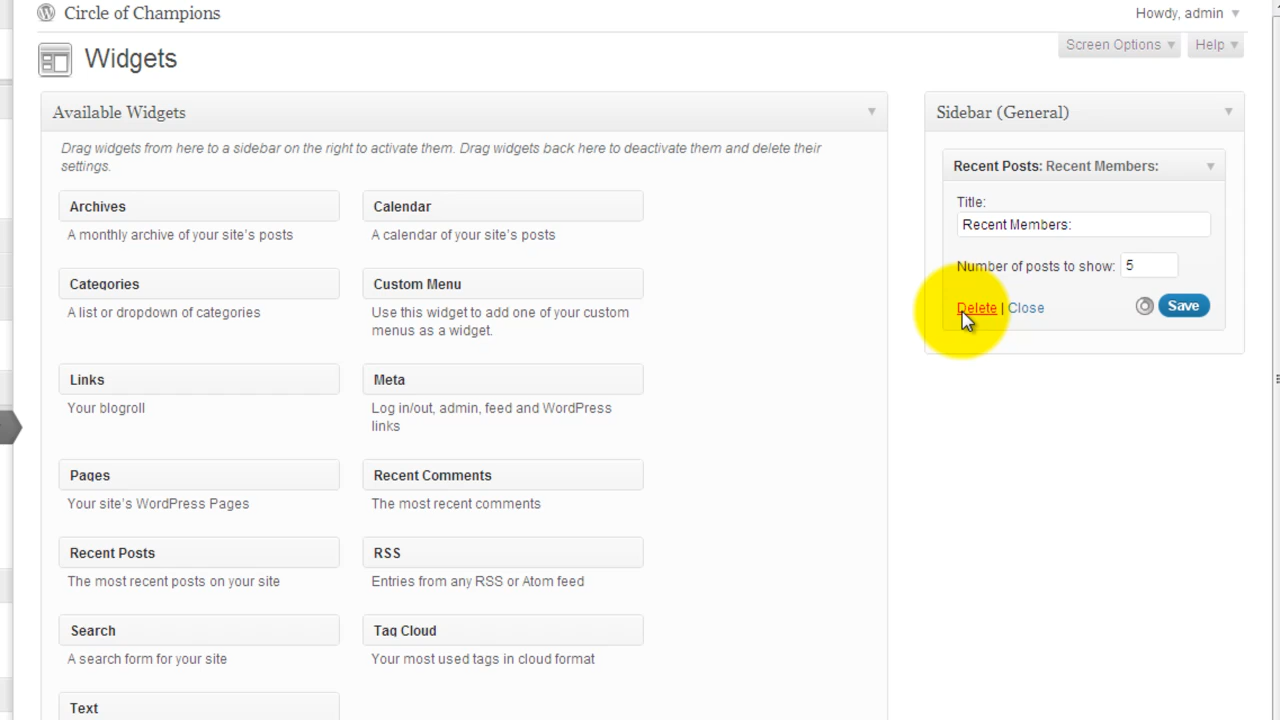 Circle of Champions
Howdy, admin
Screen Options
Help
Widgets
Available Widgets
Drag widgets from here to a sidebar on the right to activate them. Drag widgets back here to deactivate them and delete their
settings.
Archives
A monthly archive of your site's posts
Calendar
A calendar of your site's posts
Categories
A list or dropdown of categories
Custom Menu
Use this widget to add one of your custom
menus as a widget.
Links
Your blogroll
Meta
Log in/out, admin, feed and WordPress
links
Pages
Your site's WordPress Pages
Recent Comments
The most recent comments
Recent Posts
The most recent posts on your site
RSS
Entries from any RSS or Atom feed
Search
A search form for your site
Tag Cloud
Your most used tags in cloud format
Text
Sidebar (General)
Recent Posts: Recent Members:
Title:
Recent Members:
Number of posts to show: 5
Delete | Close
Save